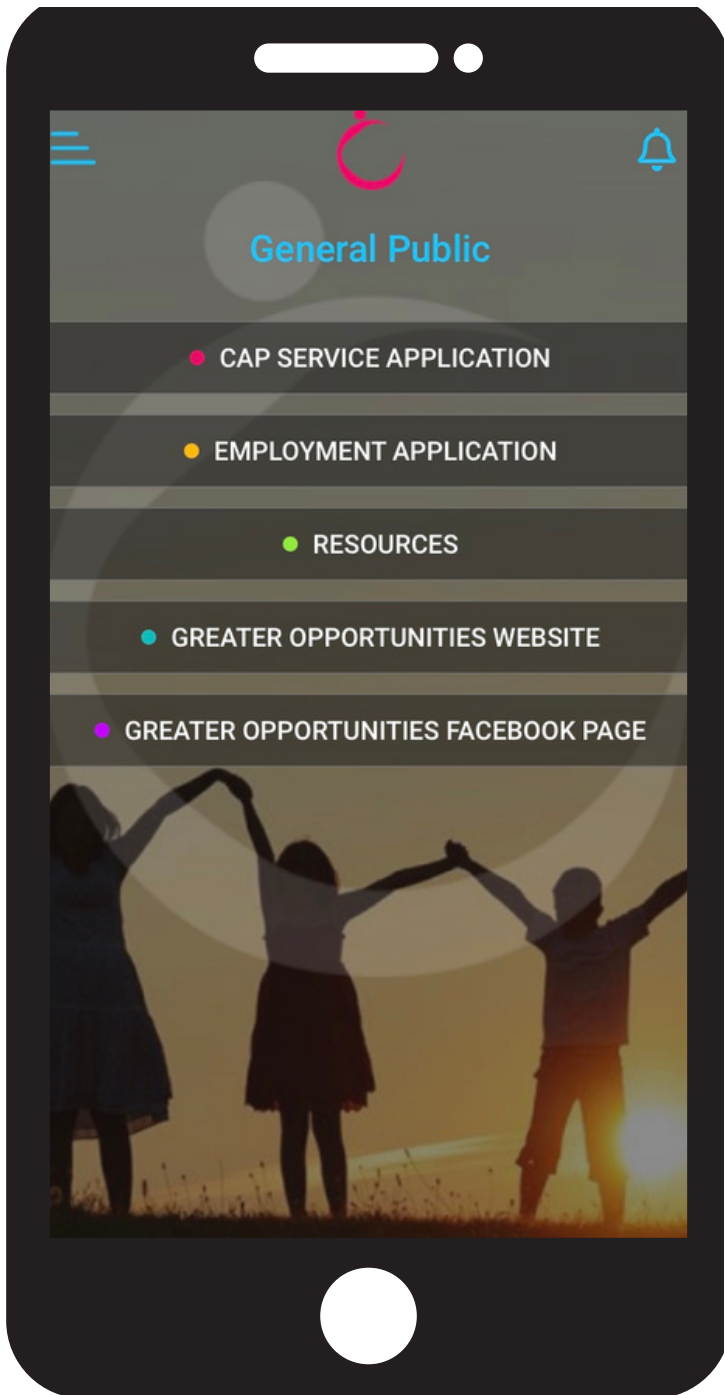 General Public
CAP SERVICE APPLICATION
EMPLOYMENT APPLICATION
RESOURCES
GREATER OPPORTUNITIES WEBSITE
GREATER OPPORTUNITIES FACEBOOK PAGE